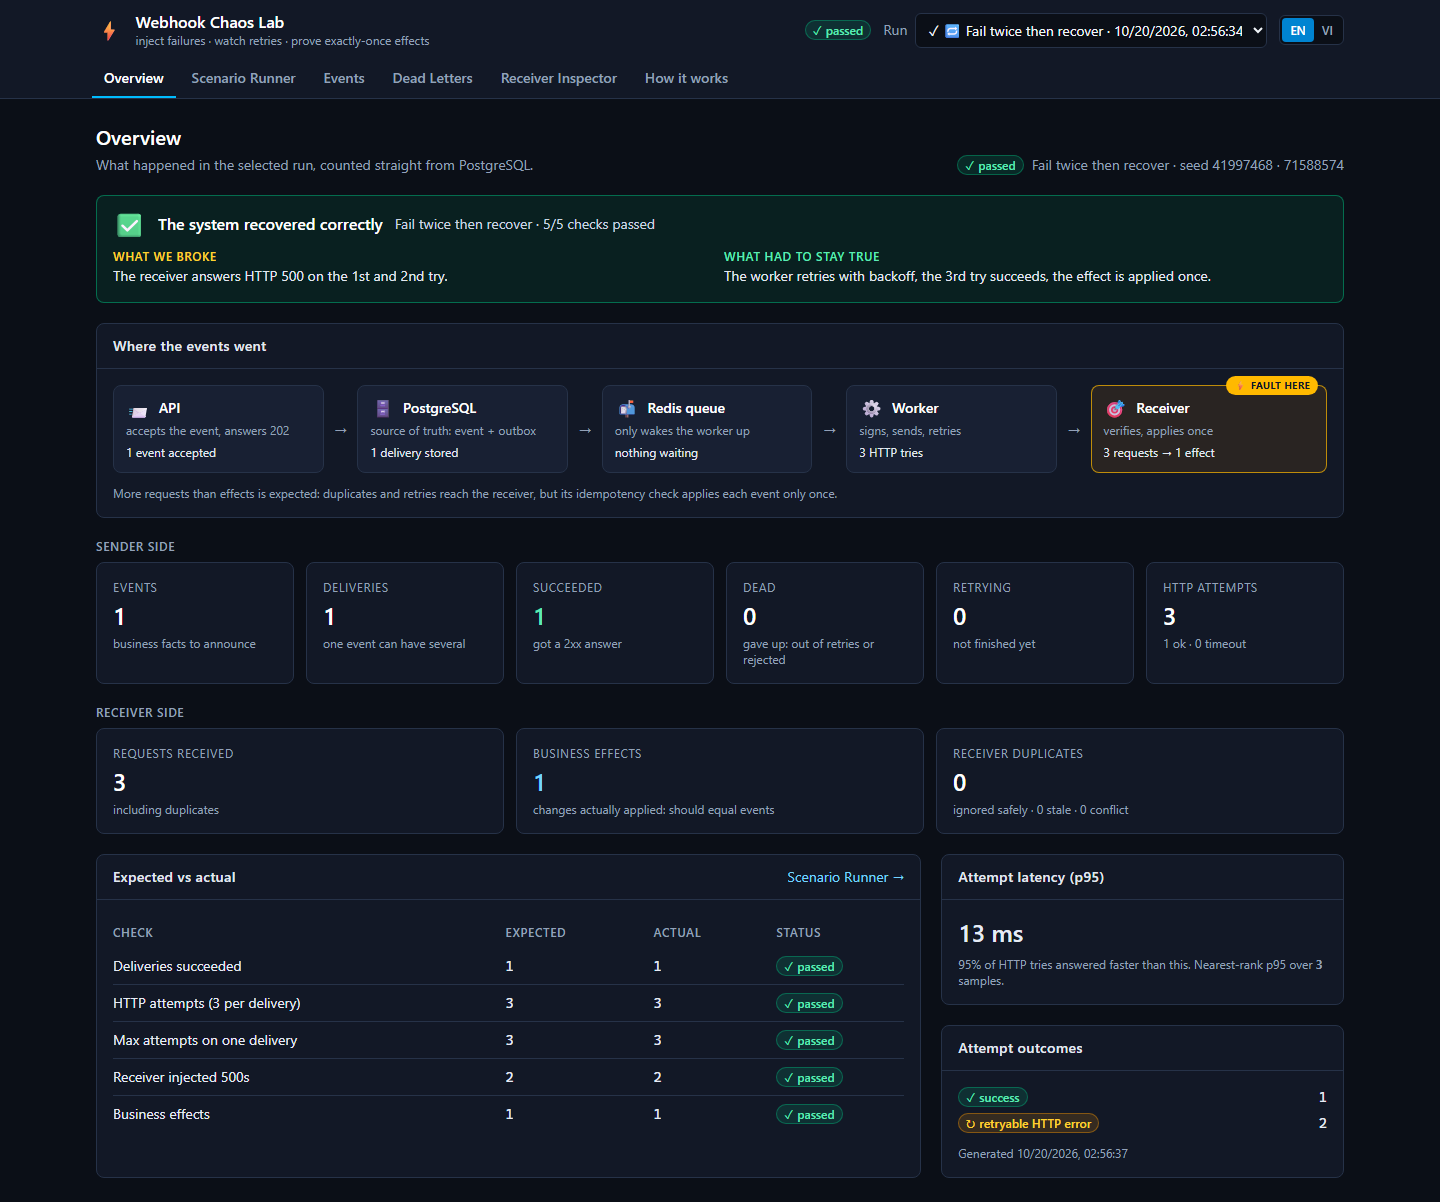 Webhook Chaos Lab
inject failures · watch retries · prove exactly-once effects
✓ passed
Run
✓ 🔁 Fail twice then recover · 10/20/2026, 02:56:34
EN VI
Overview
Scenario Runner
Events
Dead Letters
Receiver Inspector
How it works
Overview
What happened in the selected run, counted straight from PostgreSQL.
✓ passed Fail twice then recover · seed 41997468 · 71588574
The system recovered correctly Fail twice then recover · 5/5 checks passed
WHAT WE BROKE
The receiver answers HTTP 500 on the 1st and 2nd try.
WHAT HAD TO STAY TRUE
The worker retries with backoff, the 3rd try succeeds, the effect is applied once.
Where the events went
API
accepts the event, answers 202
1 event accepted
→
PostgreSQL
source of truth: event + outbox
1 delivery stored
→
Redis queue
only wakes the worker up
nothing waiting
→
Worker
signs, sends, retries
3 HTTP tries
→
FAULT HERE
Receiver
verifies, applies once
3 requests → 1 effect
More requests than effects is expected: duplicates and retries reach the receiver, but its idempotency check applies each event only once.
SENDER SIDE
EVENTS
1
business facts to announce
DELIVERIES
1
one event can have several
SUCCEEDED
1
got a 2xx answer
DEAD
0
gave up: out of retries or
rejected
RETRYING
0
not finished yet
HTTP ATTEMPTS
3
1 ok · 0 timeout
RECEIVER SIDE
REQUESTS RECEIVED
3
including duplicates
BUSINESS EFFECTS
1
changes actually applied: should equal events
RECEIVER DUPLICATES
0
ignored safely · 0 stale · 0 conflict
Expected vs actual
Scenario Runner →
CHECK EXPECTED ACTUAL STATUS
Deliveries succeeded 1 1 ✓ passed
HTTP attempts (3 per delivery) 3 3 ✓ passed
Max attempts on one delivery 3 3 ✓ passed
Receiver injected 500s 2 2 ✓ passed
Business effects 1 1 ✓ passed
Attempt latency (p95)
13 ms
95% of HTTP tries answered faster than this. Nearest-rank p95 over 3
samples.
Attempt outcomes
✓ success 1
↻ retryable HTTP error 2
Generated 10/20/2026, 02:56:37